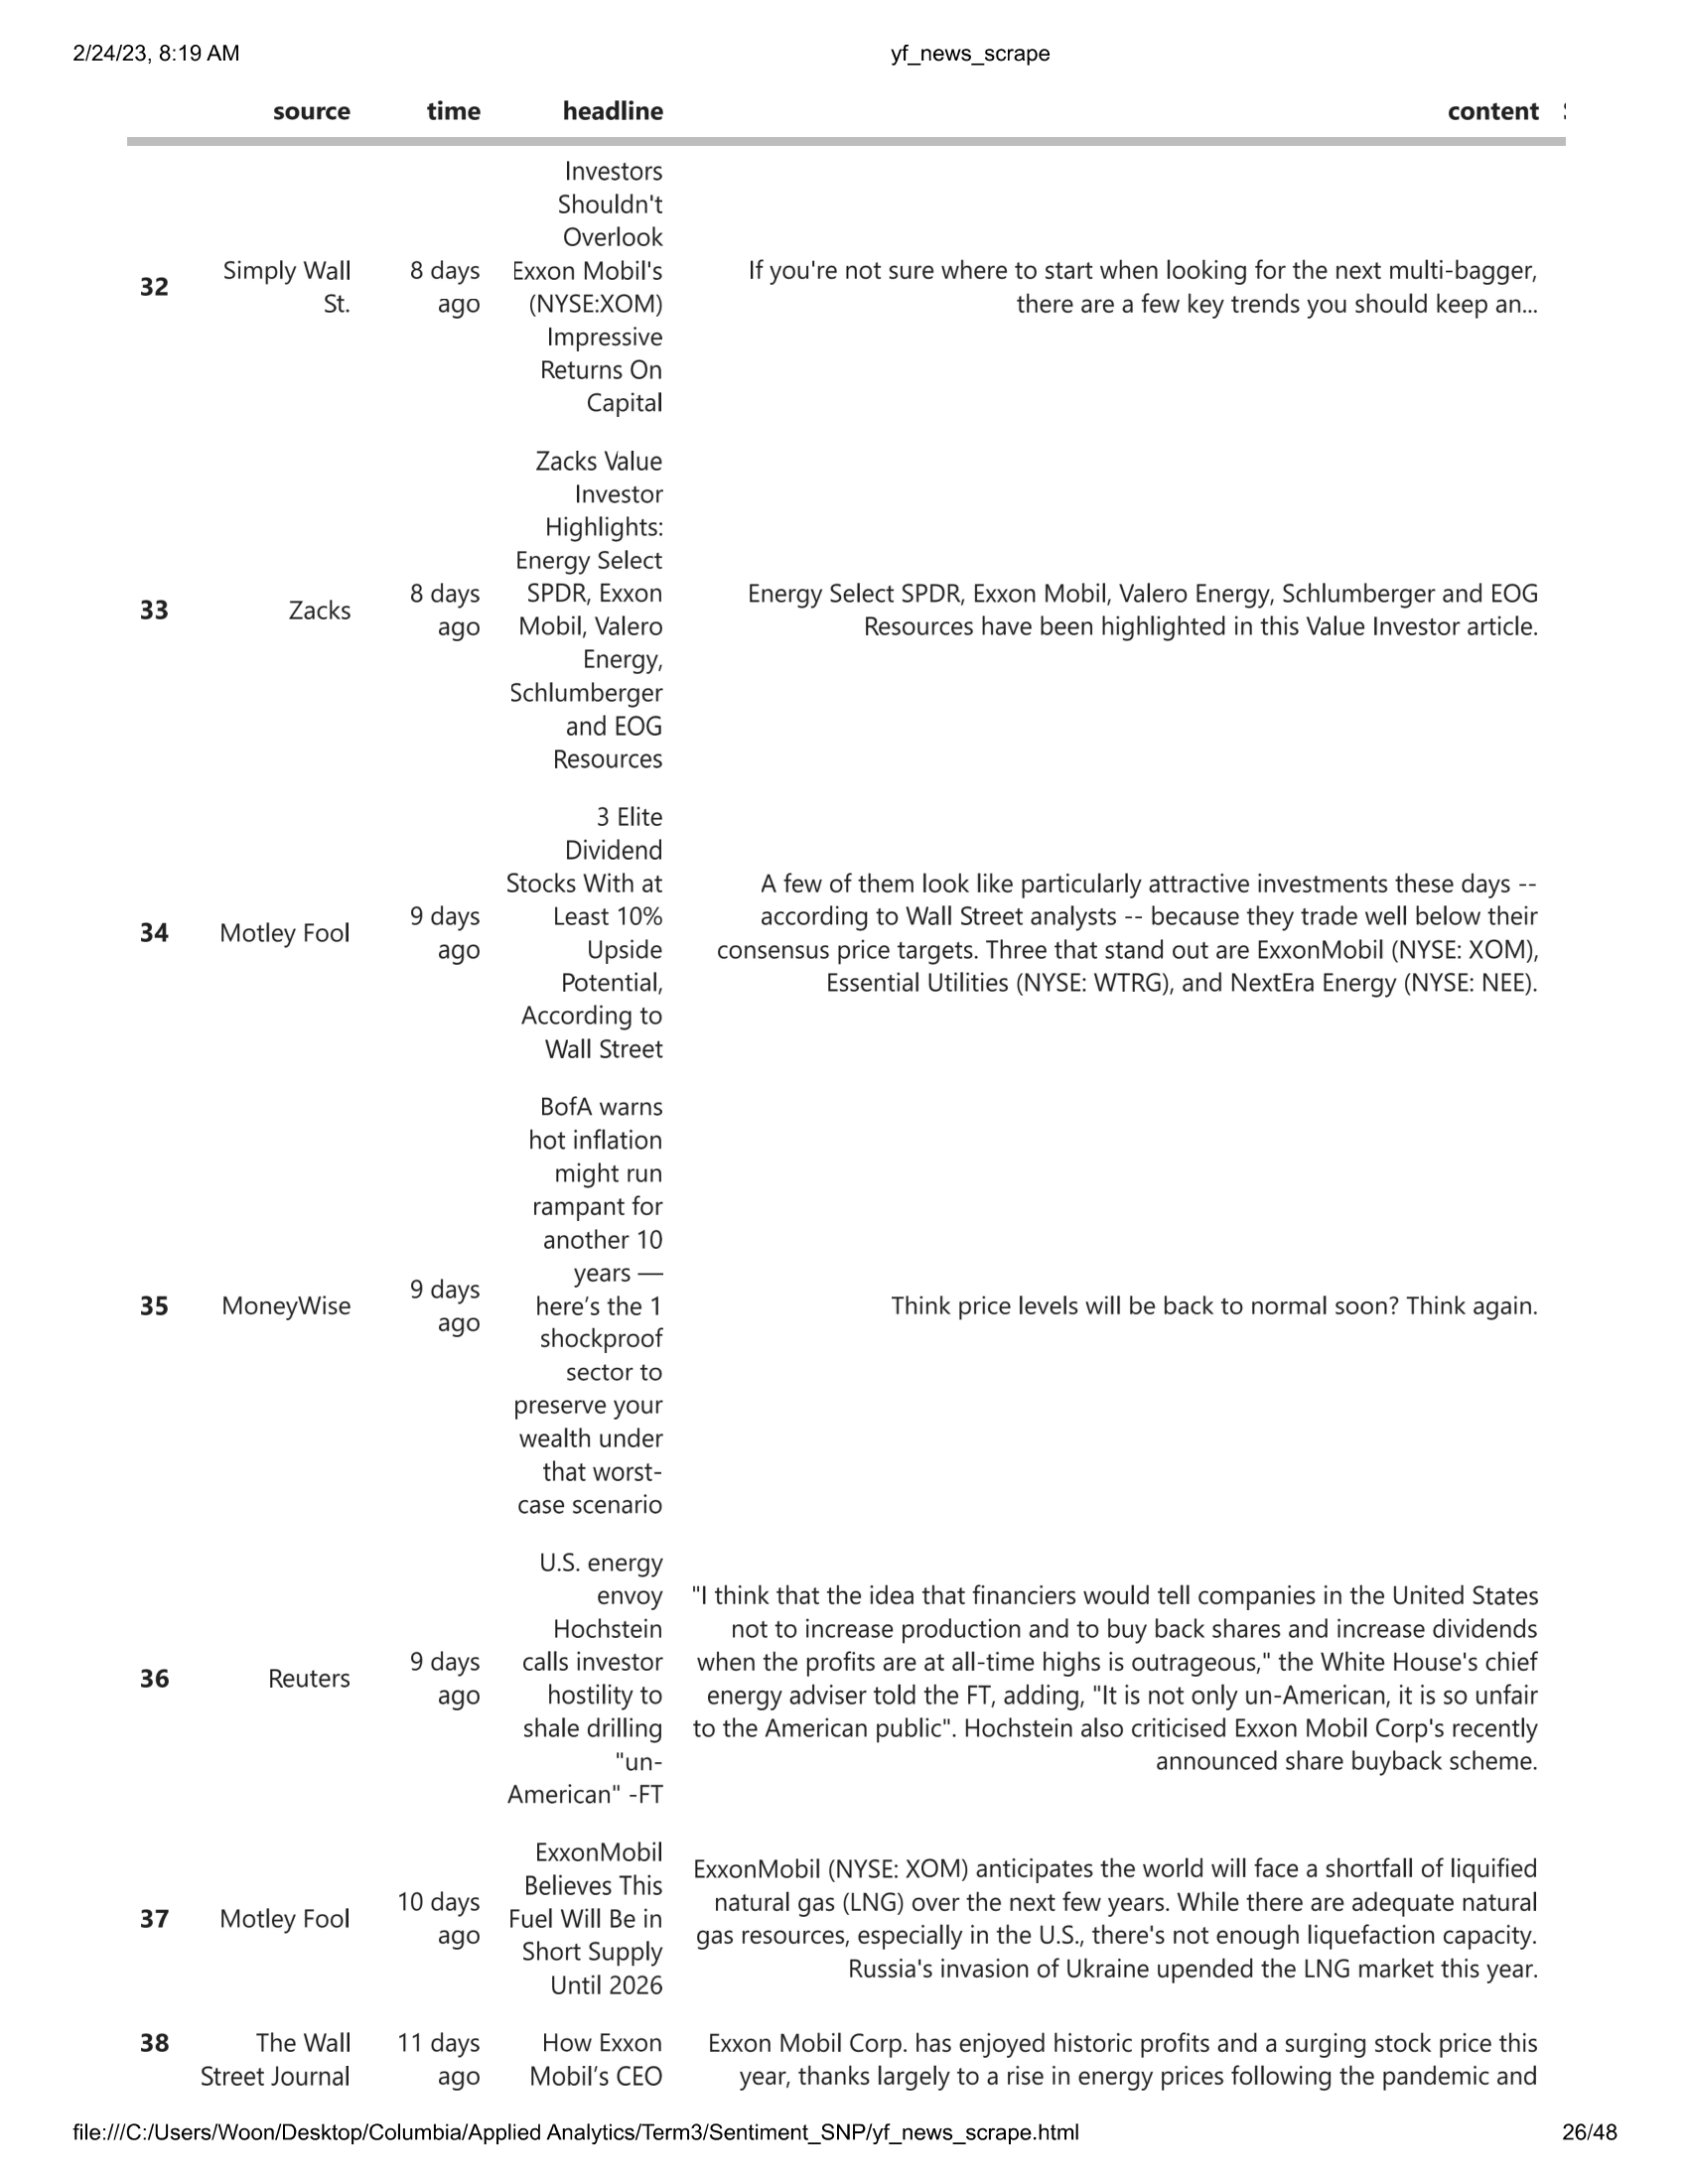 2/24/23, 8:19 AM yf_news_scrape
source time headline content
Investors
Shouldn't
Overlook
32 Simply Wall 8 days Exxon Mobil's If you're not sure where to start when looking for the next multi-bagger,
St. ago (NYSE:XOM) there are a few key trends you should keep an...
Impressive
Returns On
Capital
Zacks Value
Investor
Highlights:
Energy Select
33 Zacks 8 days SPDR, Exxon Energy Select SPDR, Exxon Mobil, Valero Energy, Schlumberger and EOG
ago Mobil, Valero Resources have been highlighted in this Value Investor article.
Energy,
Schlumberger
and EOG
Resources
3 Elite
Dividend
Stocks With at A few of them look like particularly attractive investments these days --
34 Motley Fool 9 days Least 10% according to Wall Street analysts -- because they trade well below their
ago Upside consensus price targets. Three that stand out are ExxonMobil (NYSE: XOM),
Potential, Essential Utilities (NYSE: WTRG), and NextEra Energy (NYSE: NEE).
According to
Wall Street
BofA warns
hot inflation
might run
rampant for
another 10
years —
35 MoneyWise 9 days here’s the 1 Think price levels will be back to normal soon? Think again.
ago shockproof
sector to
preserve your
wealth under
that worst-
case scenario
U.S. energy
envoy "I think that the idea that financiers would tell companies in the United States
Hochstein not to increase production and to buy back shares and increase dividends
36 Reuters 9 days calls investor when the profits are at all-time highs is outrageous," the White House's chief
ago hostility to energy adviser told the FT, adding, "It is not only un-American, it is so unfair
shale drilling to the American public". Hochstein also criticised Exxon Mobil Corp's recently
"un- announced share buyback scheme.
American" -FT
ExxonMobil ExxonMobil (NYSE: XOM) anticipates the world will face a shortfall of liquified
Believes This natural gas (LNG) over the next few years. While there are adequate natural
37 Motley Fool 10 days Fuel Will Be in gas resources, especially in the U.S., there's not enough liquefaction capacity.
ago Short Supply Russia's invasion of Ukraine upended the LNG market this year.
Until 2026
38 The Wall 11 days How Exxon Exxon Mobil Corp. has enjoyed historic profits and a surging stock price this
Street Journal ago Mobil’s CEO year, thanks largely to a rise in energy prices following the pandemic and
file:///C:/Users/Woon/Desktop/Columbia/Applied Analytics/Term3/Sentiment_SNP/yf_news_scrape.html 26/48